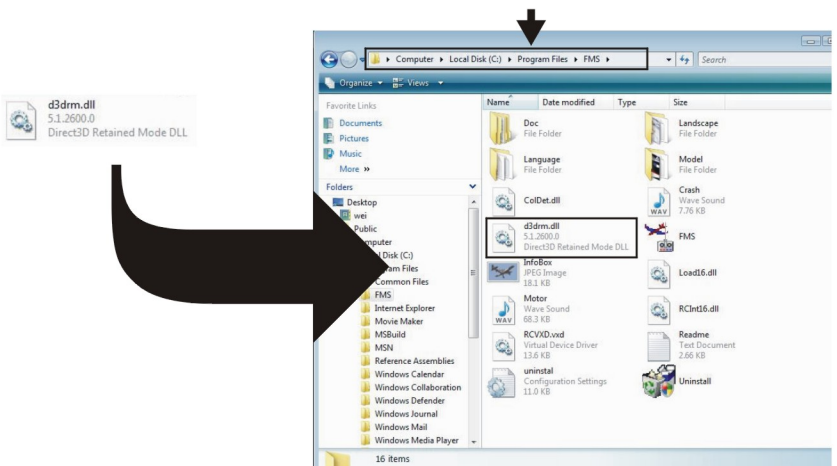 d3drm.dll
5.1.2600.0
Direct3D Retained Mode DLL
Computer Local Disk (C:) Program Files FMS
Search
Organize Views
Favorite Links
Documents
Pictures
Music
More »
Folders
Desktop
wei
Public
mputer
l Disk (C:)
gram Files
Common Files
FMS
Internet Explorer
Movie Maker
MSBuild
MSN
Reference Assemblies
Windows Calendar
Windows Collaboration
Windows Defender
Windows Journal
Windows Mail
Windows Media Player
Name Date modified Type Size
Doc
File Folder
Landscape
File Folder
Language
File Folder
Model
File Folder
ColDet.dll
Crash
Wave Sound
7.76 KB
WAV
d3drm.dll
5.1.2600.0
Direct3D Retained Mode DLL
FMS
InfoBox
JPEG Image
18.1 KB
Load16.dll
Motor
Wave Sound
68.3 KB
WAV
RCInt16.dll
RCVXD.vxd
Virtual Device Driver
13.6 KB
Readme
Text Document
2.66 KB
uninstal
Configuration Settings
11.0 KB
Uninstall
16 items